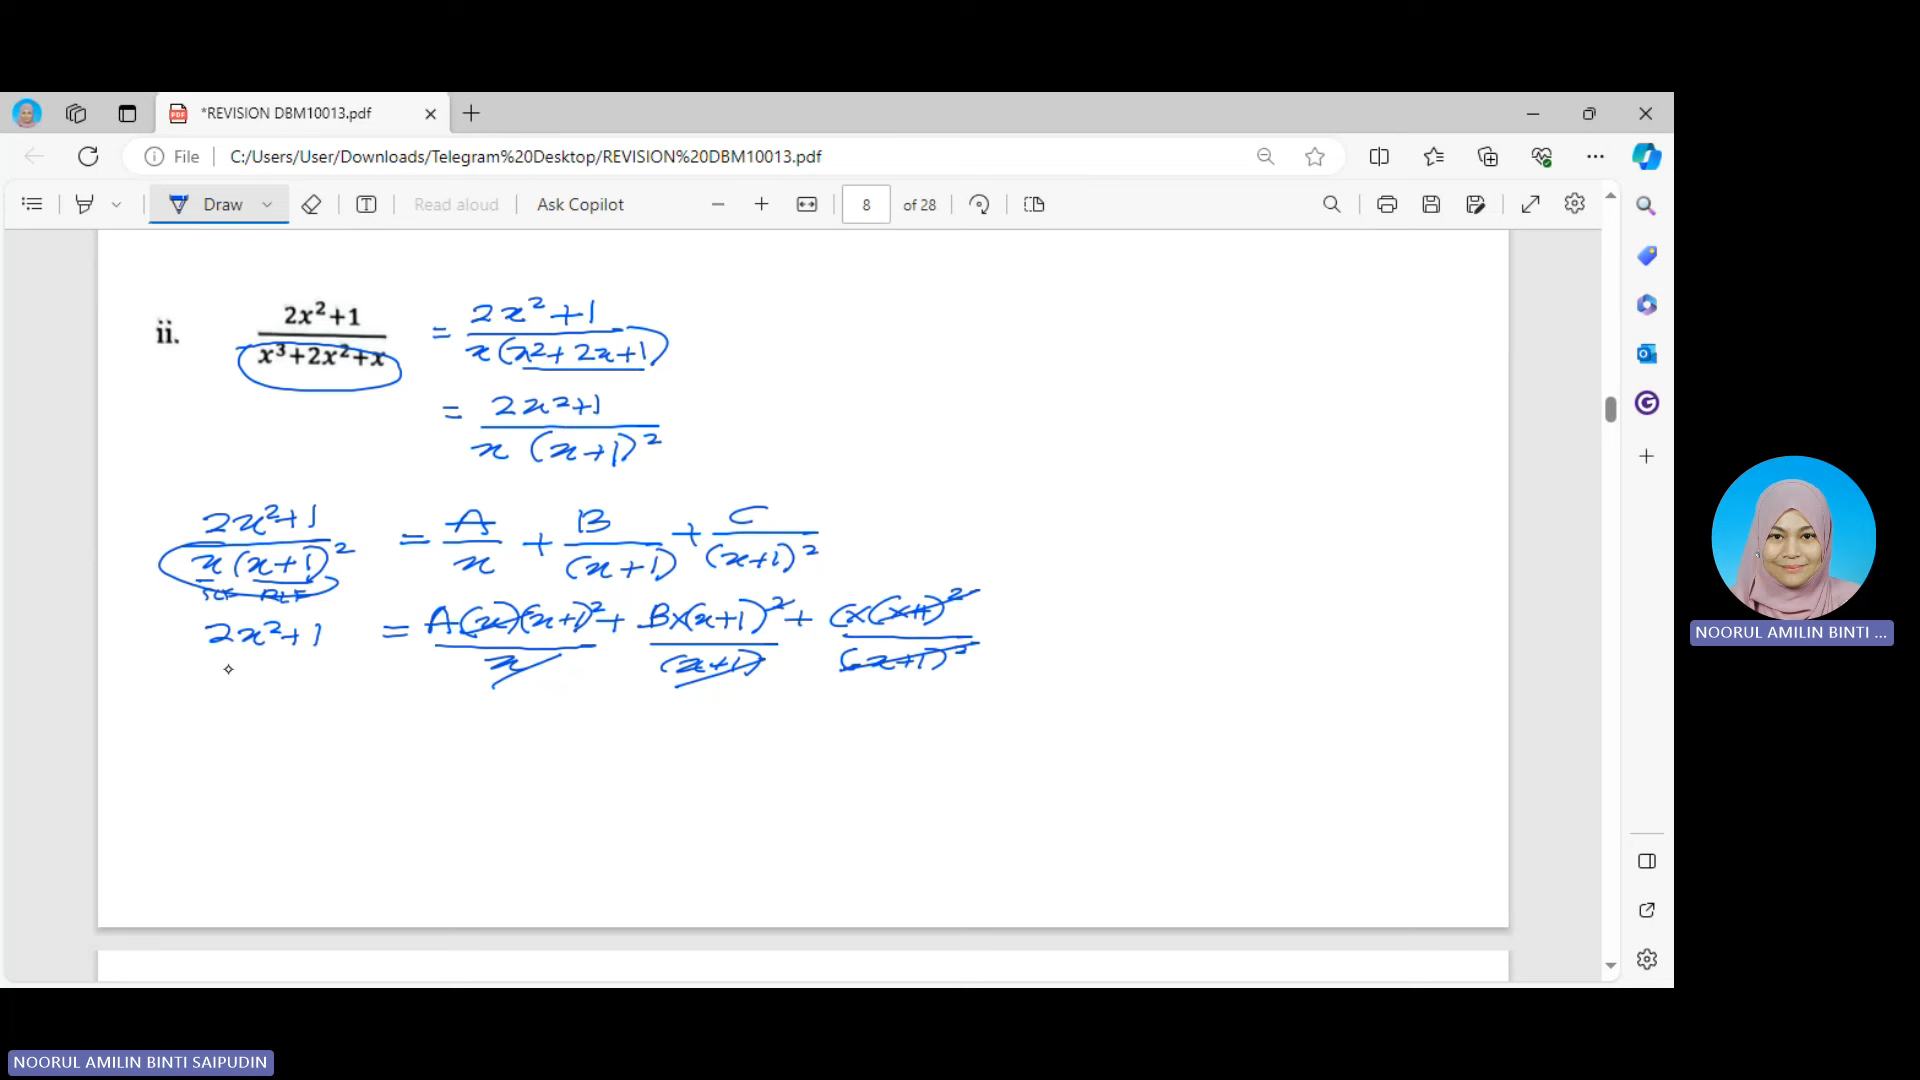 *REVISION DBM10013.pdf
File | C:/Users/User/Downloads/Telegram%20Desktop/REVISION%20DBM10013.pdf
Draw Read aloud Ask Copilot 8 of 28
ii. 2x²+1 / x³+2x²+x = 2x²+1 / x(x²+2x+1)
= 2x²+1 / x (x+1)²
2x²+1 / x(x+1)² = A/x + B/(x+1) + C/(x+1)²
2x²+1 = A(x)(x+1)²/x + Bx(x+1)²/(x+1) + Cx(x+1)²/(x+1)²
NOORUL AMILIN BINTI ...
NOORUL AMILIN BINTI SAIPUDIN